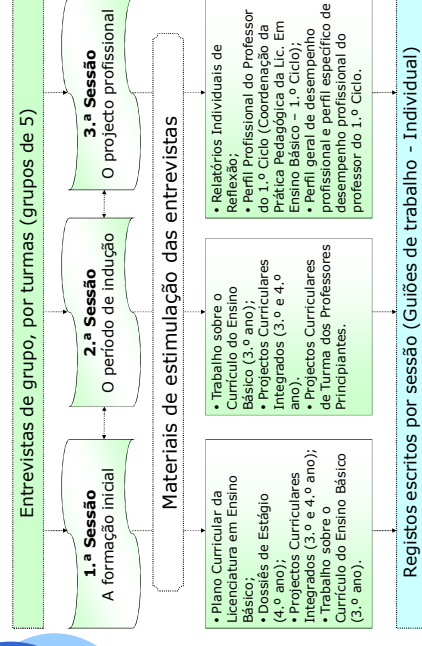 Entrevistas de grupo, por turmas (grupos de 5)
1.ª Sessão
A formação inicial
2.ª Sessão
O período de indução
3.ª Sessão
O projecto profissional
Materiais de estimulação das entrevistas
• Plano Curricular da
Licenciatura em Ensino
Básico;
• Dossiês de Estágio
(4.º ano);
• Projectos Curriculares
Integrados (3.º e 4.º ano);
• Trabalho sobre o
Currículo do Ensino Básico
(3.º ano).
• Trabalho sobre o
Currículo do Ensino
Básico (3.º ano);
• Projectos Curriculares
Integrados (3.º e 4.º
ano).
• Projectos Curriculares
de Turma dos Professores
Principiantes.
• Relatórios Individuais de
Reflexão;
• Perfil Profissional do Professor
do 1.º Ciclo (Coordenação da
Prática Pedagógica da Lic. Em
Ensino Básico – 1.º Ciclo);
• Perfil geral de desempenho
profissional e perfil específico de
desempenho profissional do
professor do 1.º Ciclo.
Registos escritos por sessão (Guiões de trabalho - Individual)